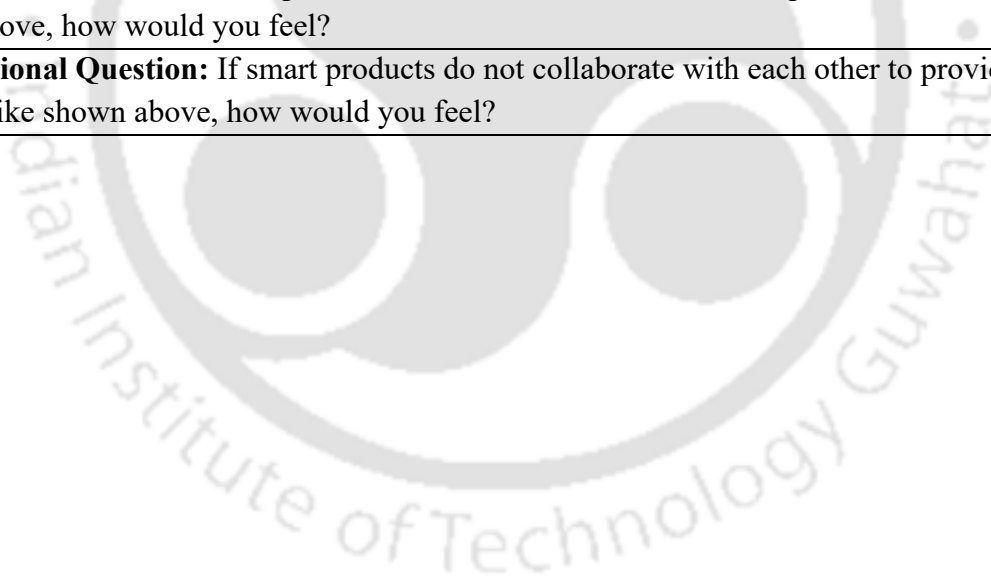 ove, how would you feel?
ional Question: If smart products do not collaborate with each other to provi
ike shown above, how would you feel?
Indian Institute of Technology Guwahati